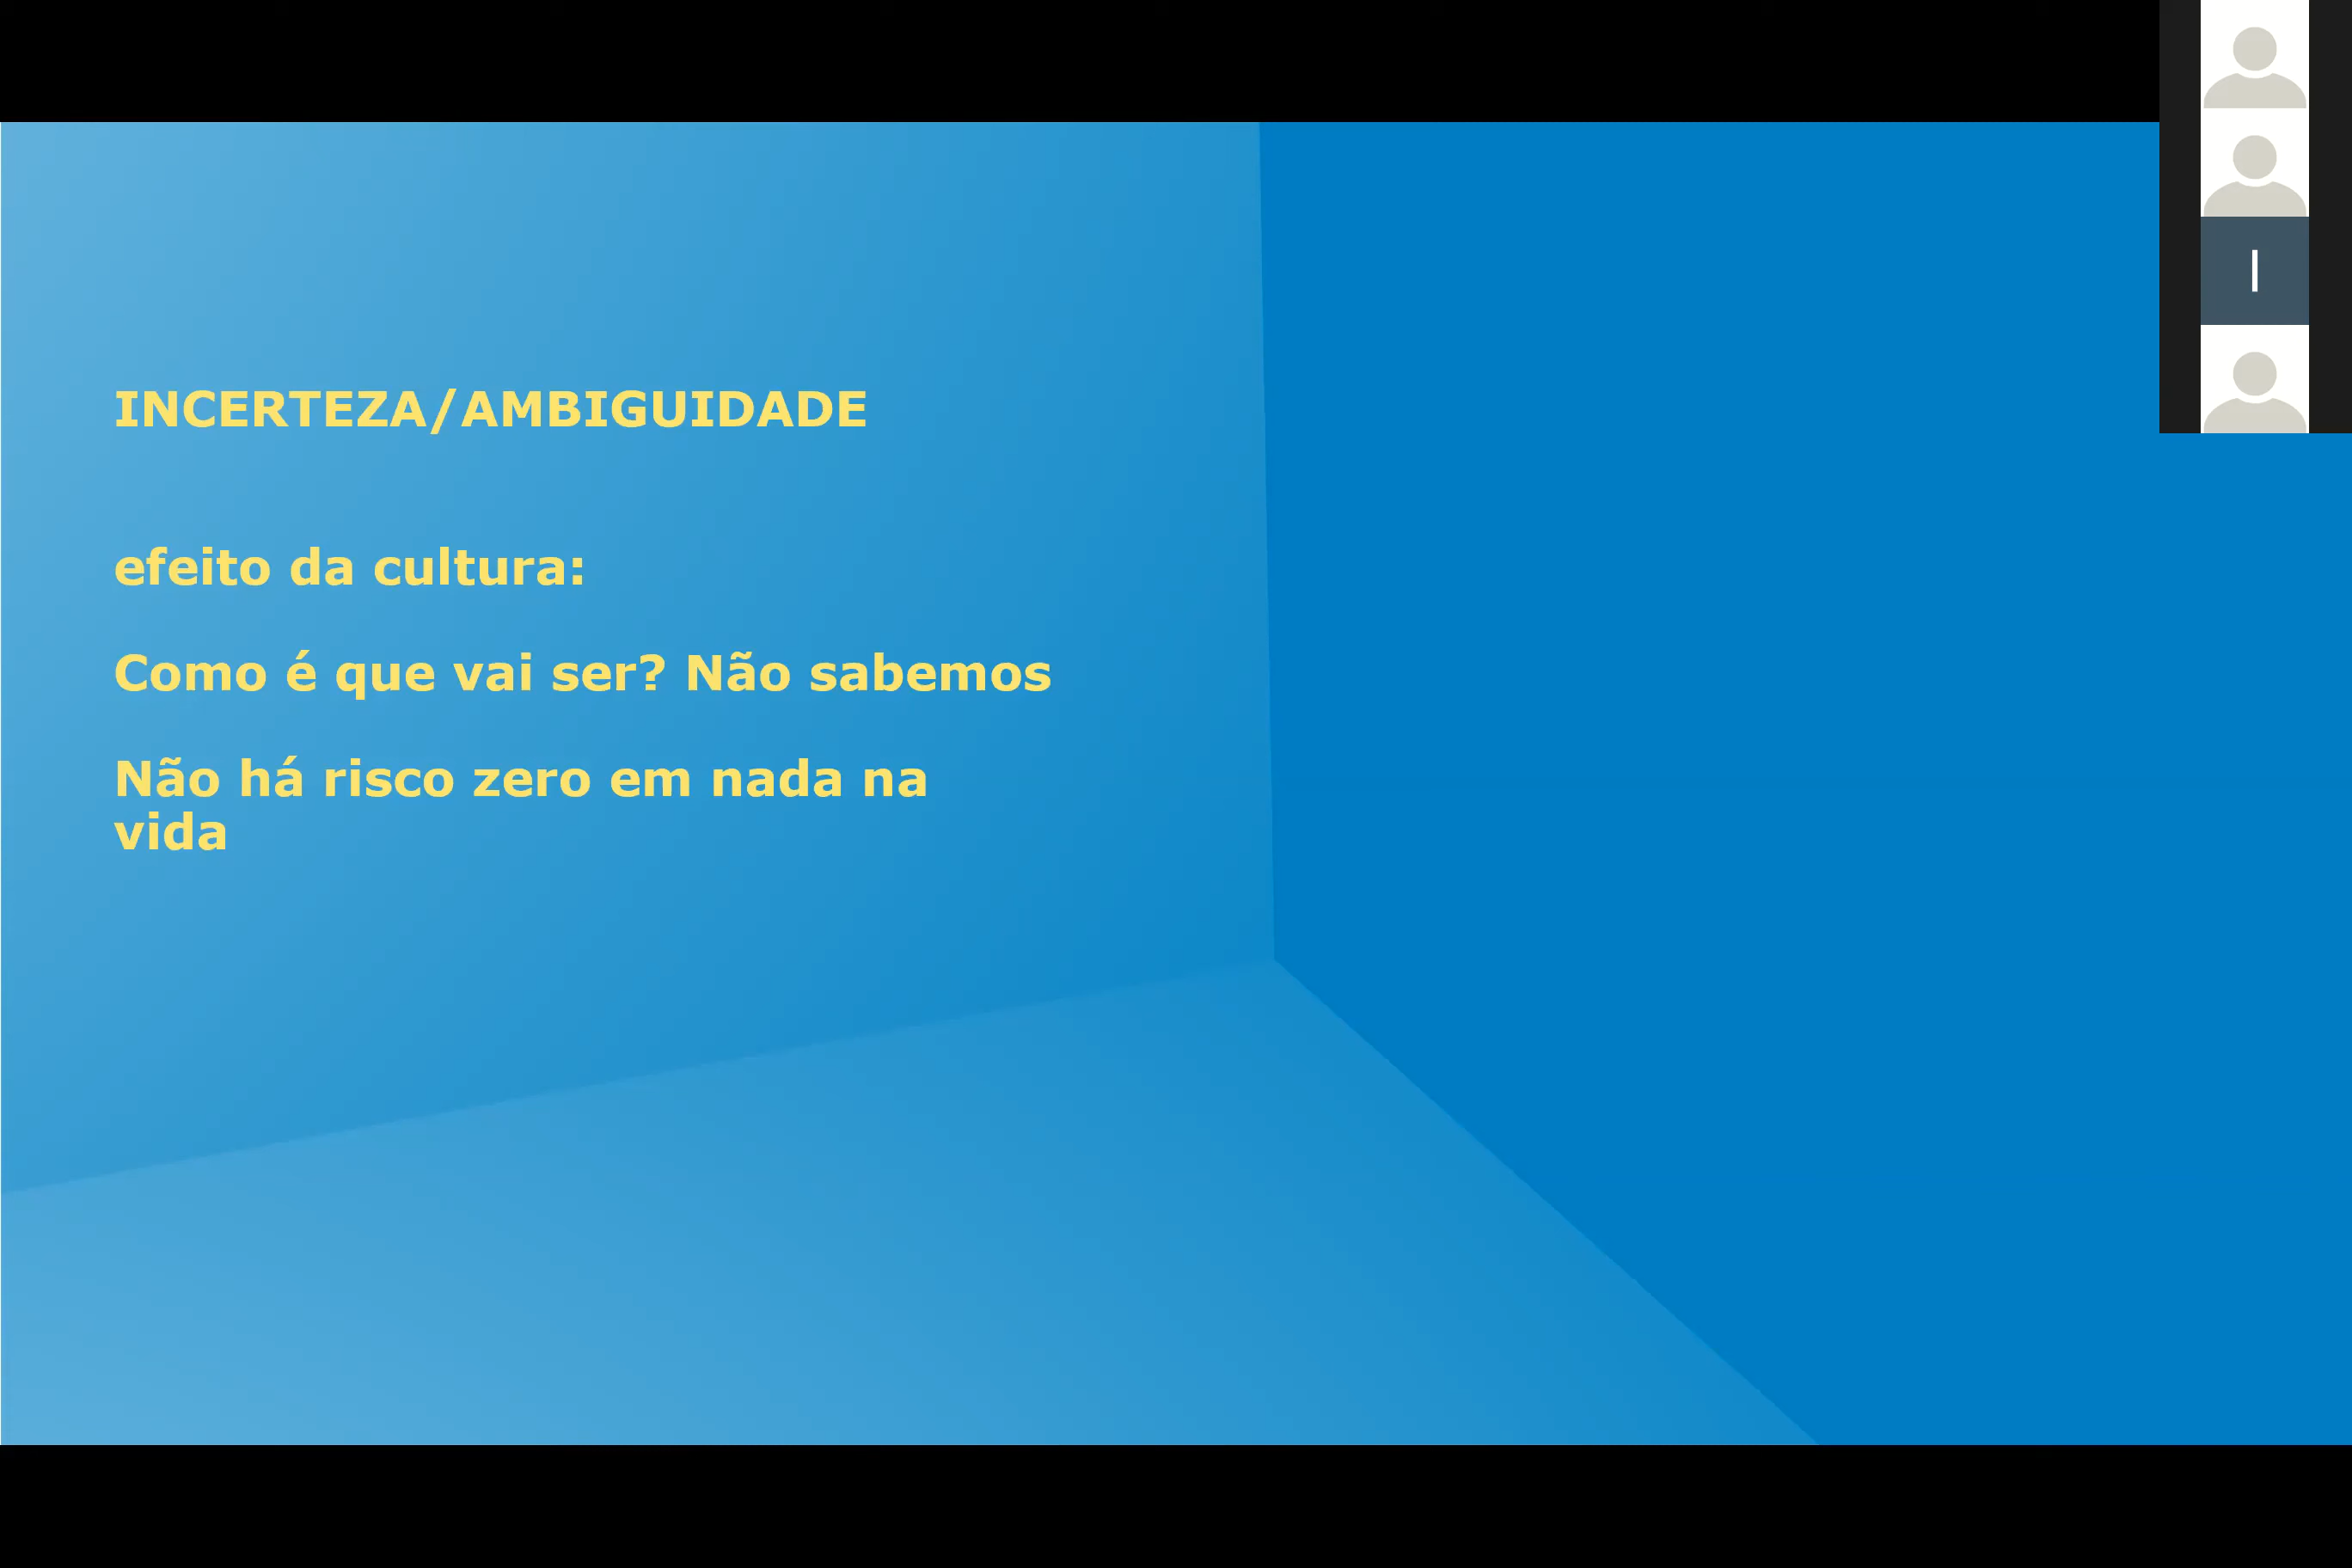 INCERTEZA/AMBIGUIDADE
efeito da cultura:
Como é que vai ser? Não sabemos
Não há risco zero em nada na
vida
I